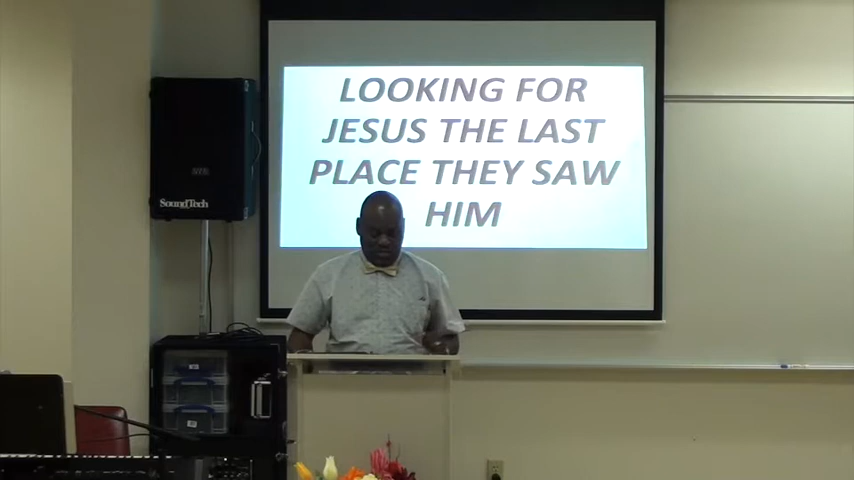 LOOKING FOR
JESUS THE LAST
PLACE THEY SAW
HIM
SoundTech